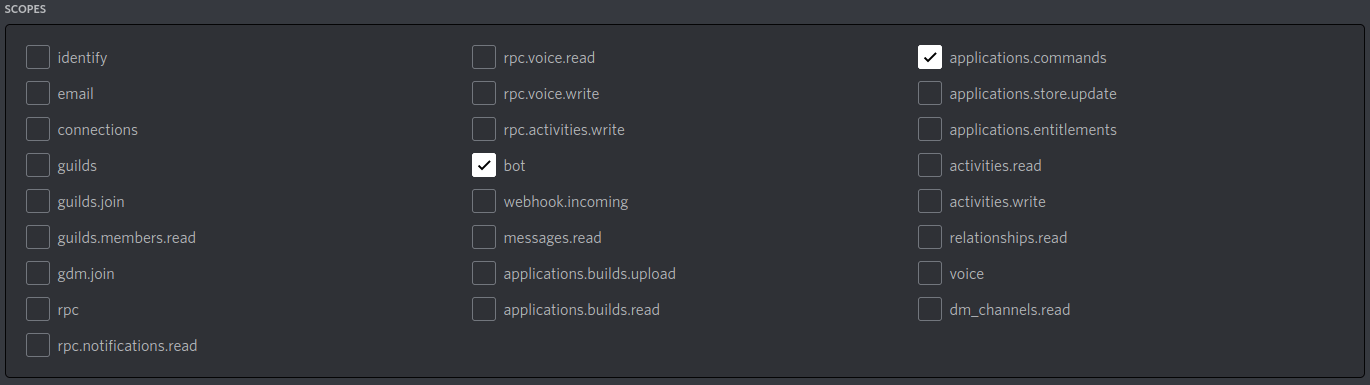 SCOPES
identify
email
connections
guilds
guilds.join
guilds.members.read
gdm.join
rpc
rpc.notifications.read
rpc.voice.read
rpc.voice.write
rpc.activities.write
bot
webhook.incoming
messages.read
applications.builds.upload
applications.builds.read
applications.commands
applications.store.update
applications.entitlements
activities.read
activities.write
relationships.read
voice
dm_channels.read